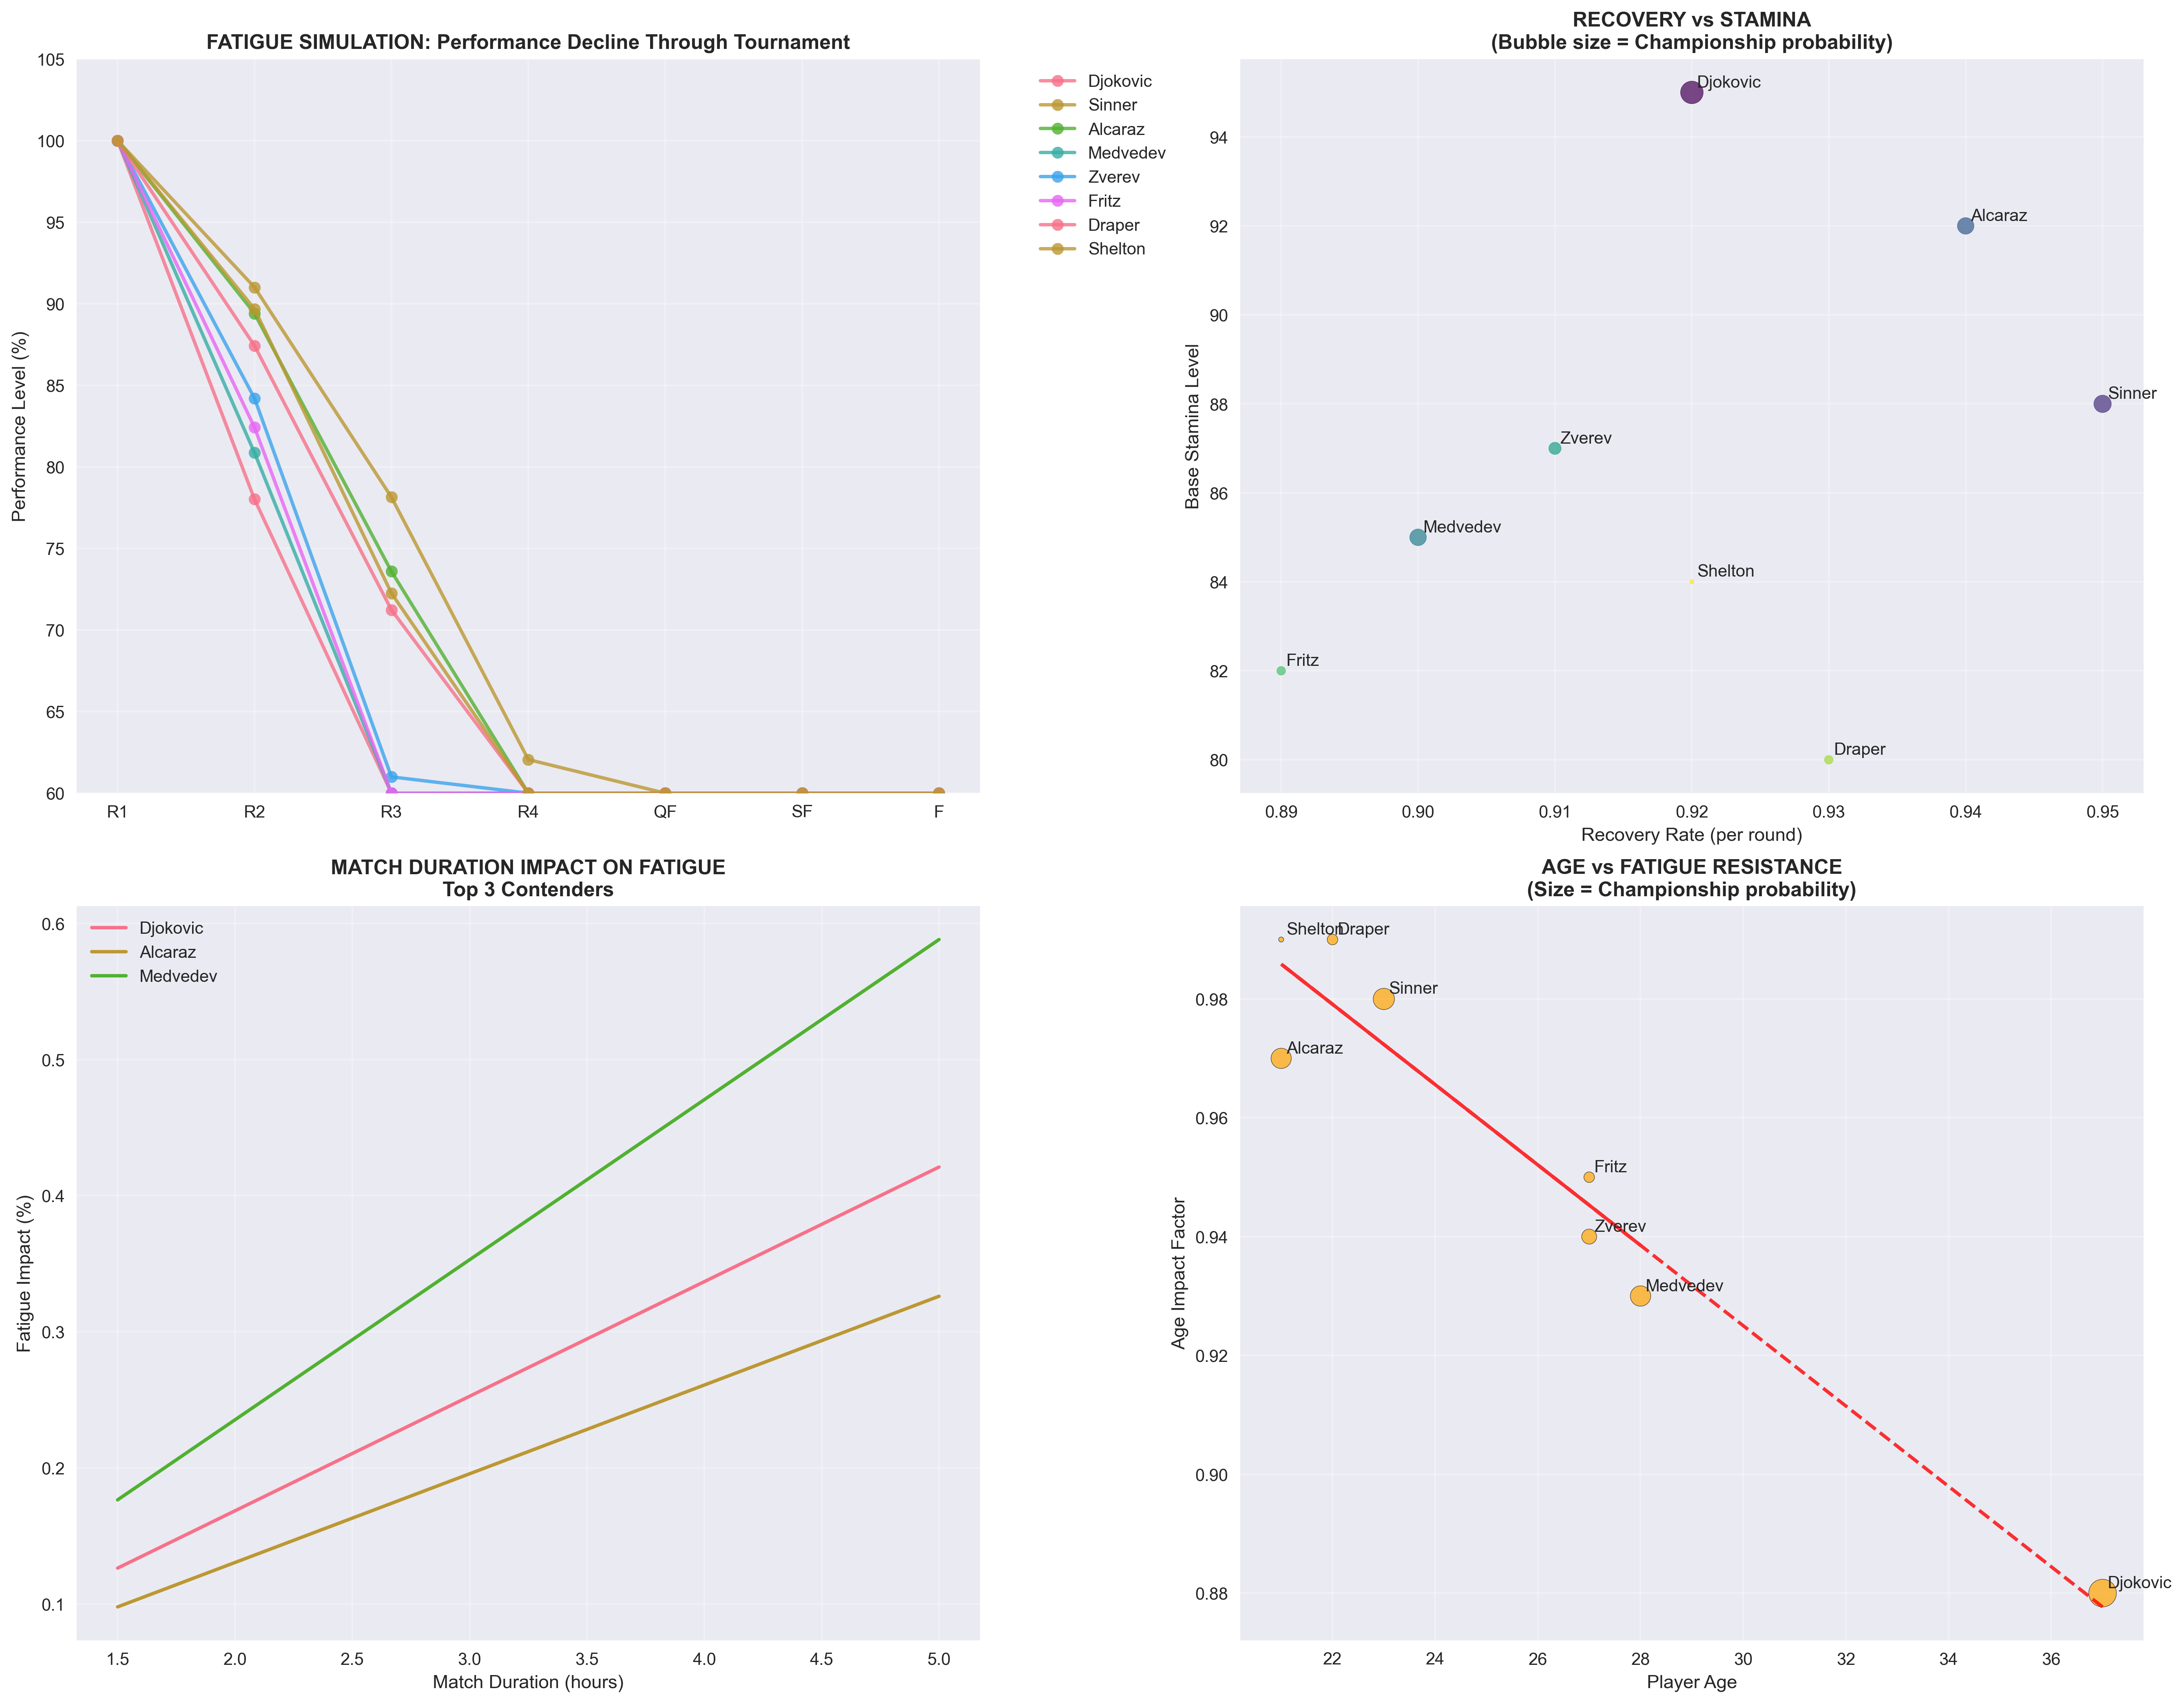 FATIGUE SIMULATION: Performance Decline Through Tournament
Performance Level (%)
105
100
95
90
85
80
75
70
65
60
R1 R2 R3 R4 QF SF F
Djokovic
Sinner
Alcaraz
Medvedev
Zverev
Fritz
Draper
Shelton
RECOVERY vs STAMINA
(Bubble size = Championship probability)
Base Stamina Level
94
92
90
88
86
84
82
80
Djokovic
Alcaraz
Sinner
Zverev
Medvedev
Shelton
Fritz
Draper
0.89 0.90 0.91 0.92 0.93 0.94 0.95
Recovery Rate (per round)
MATCH DURATION IMPACT ON FATIGUE
Top 3 Contenders
Djokovic
Alcaraz
Medvedev
Fatigue Impact (%)
0.6
0.5
0.4
0.3
0.2
0.1
1.5 2.0 2.5 3.0 3.5 4.0 4.5 5.0
Match Duration (hours)
AGE vs FATIGUE RESISTANCE
(Size = Championship probability)
Age Impact Factor
0.98
0.96
0.94
0.92
0.90
0.88
Shelton Draper
Sinner
Alcaraz
Fritz
Zverev
Medvedev
Djokovic
22 24 26 28 30 32 34 36
Player Age